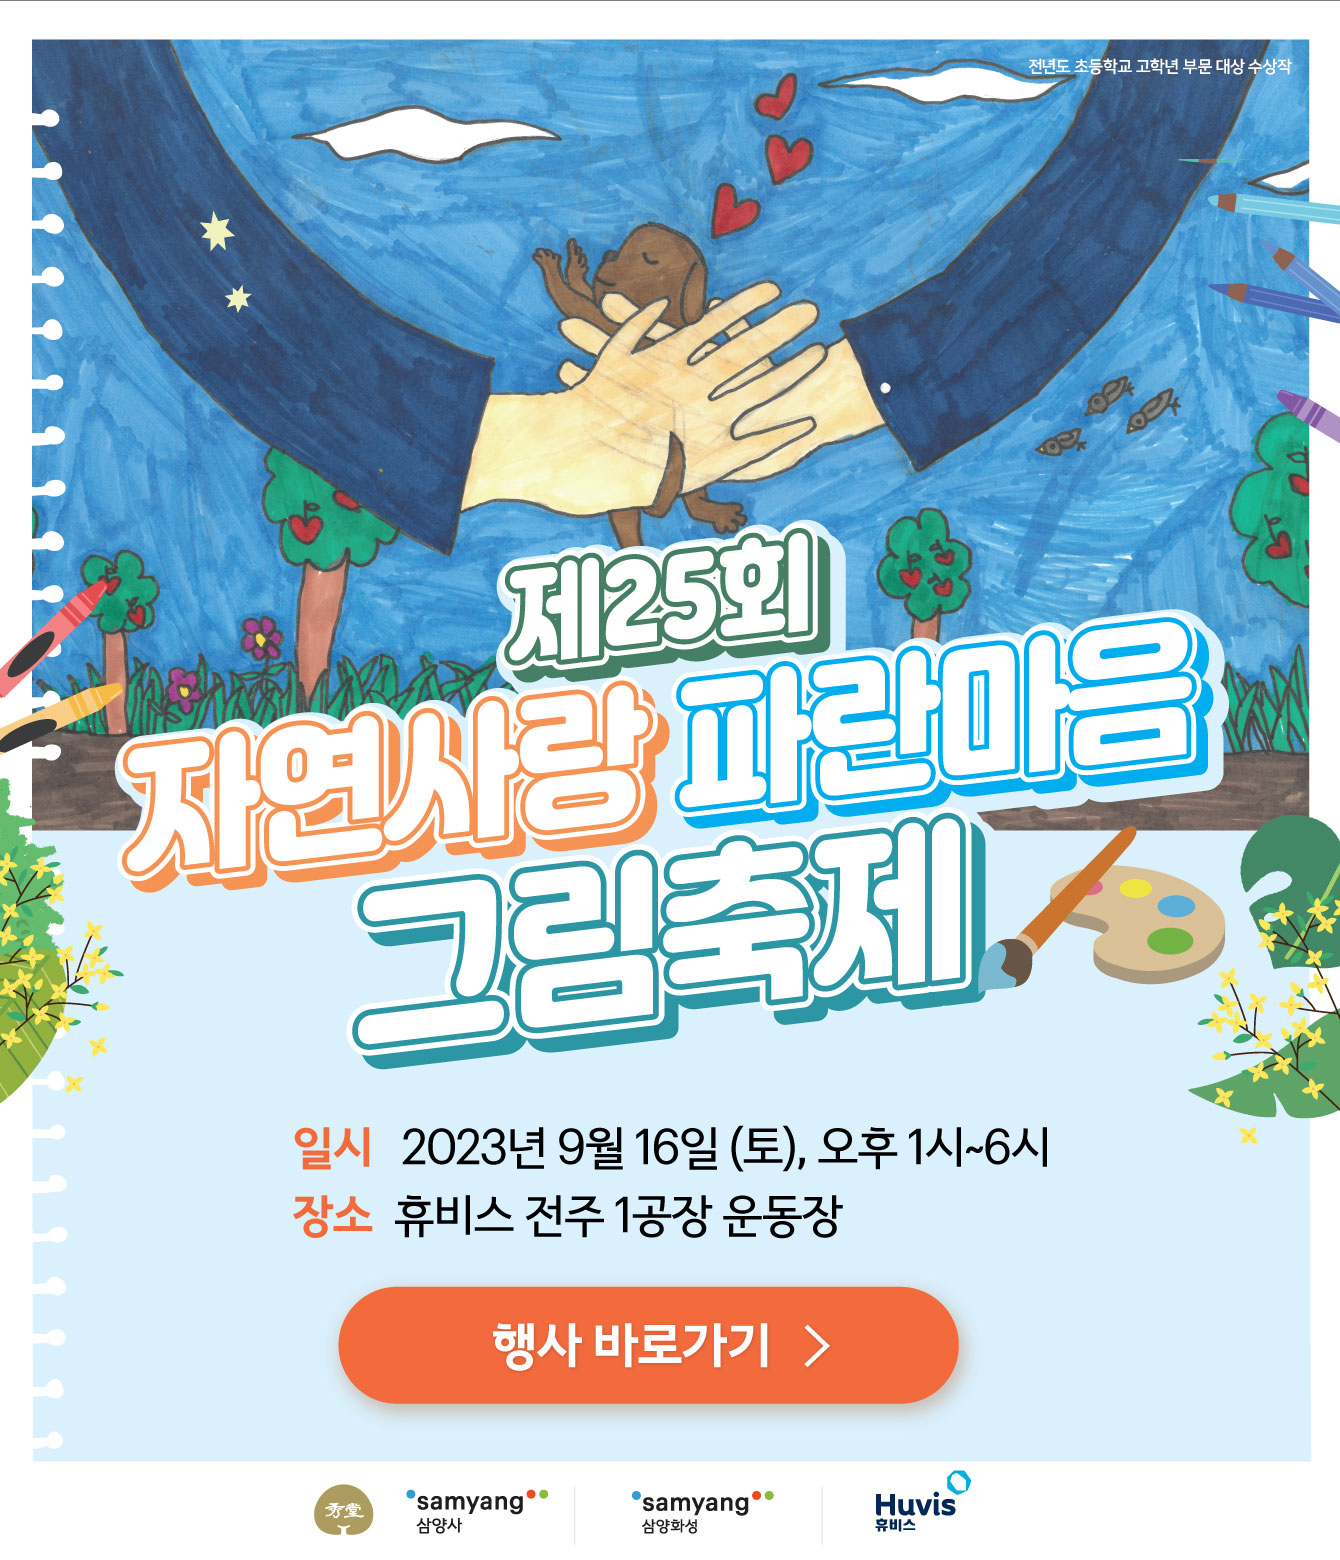 전년도 초등학교 고학년 부문 대상 수상작
제25회
자연사랑 파란마음
그림축제
일시 2023년 9월 16일 (토), 오후 1시~6시
장소 휴비스 전주 1공장 운동장
행사 바로가기 >
秀堂
samyang
삼양사
samyang
삼양화성
Huvis
휴비스